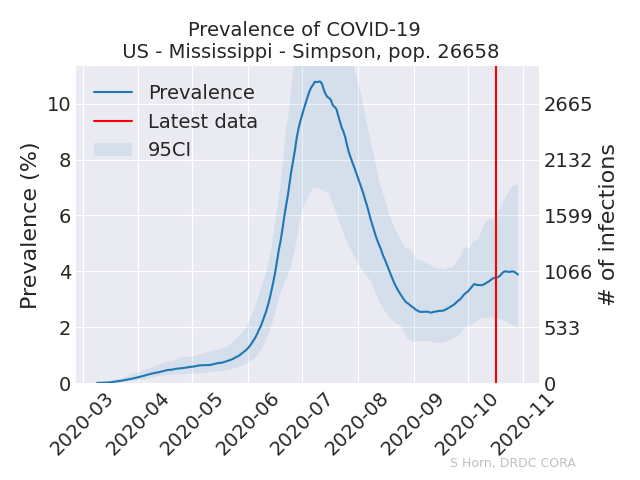 Prevalence of COVID-19
US - Mississippi - Simpson, pop. 26658
Prevalence
Latest data
95CI
Prevalence (%)
10
8
6
4
2
0
2665
2132
1599
1066
533
0
# of infections
2020-03
2020-04
2020-05
2020-06
2020-07
2020-08
2020-09
2020-10
2020-11
S Horn, DRDC CORA